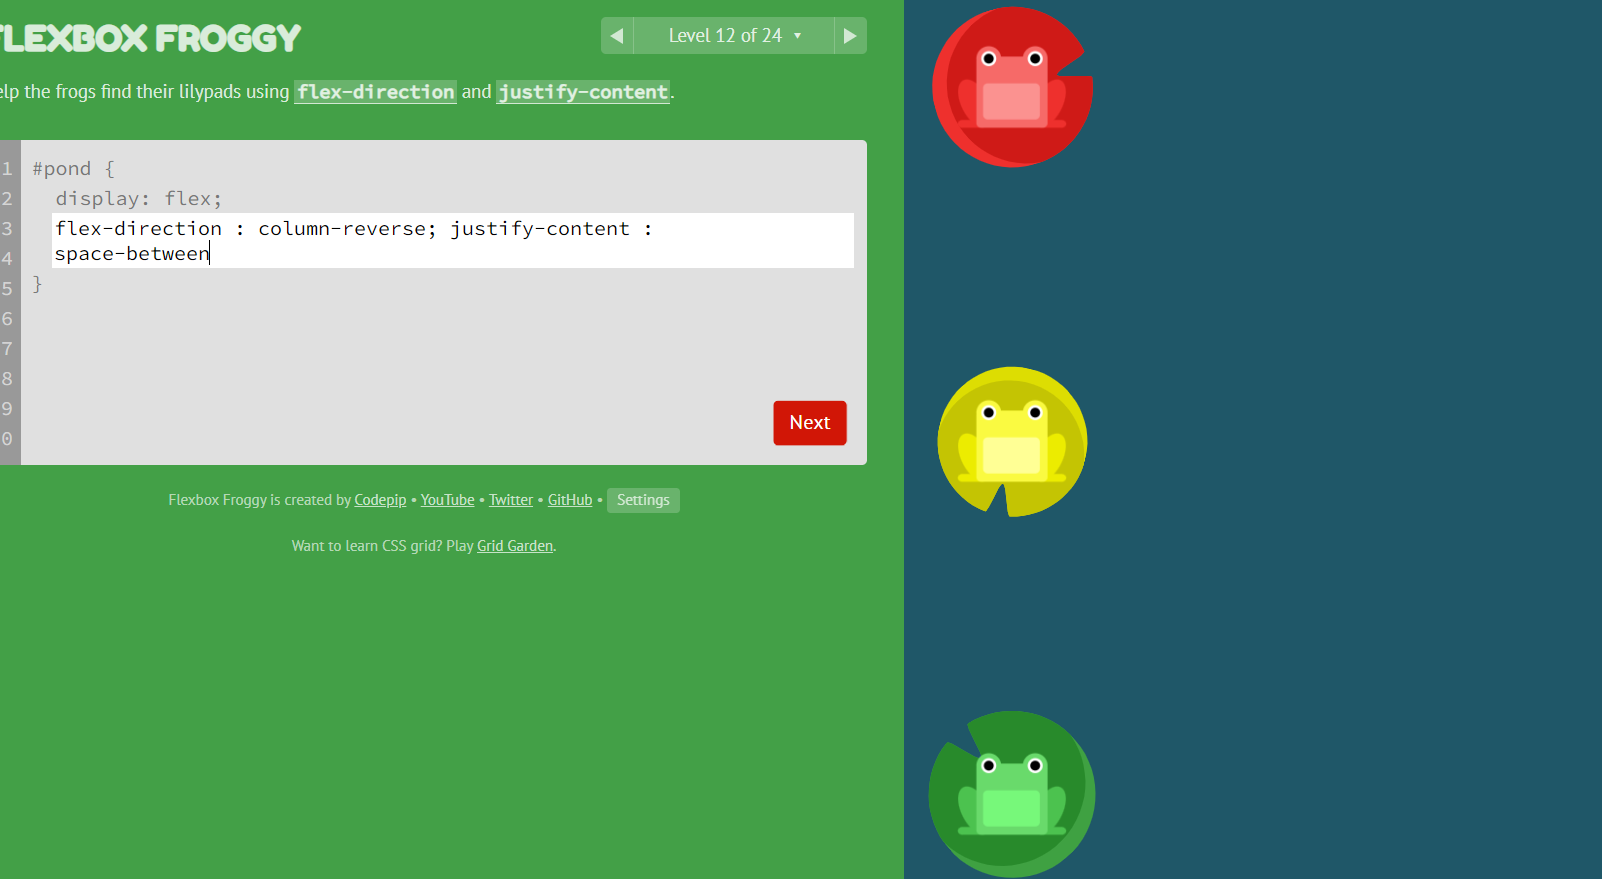 FLEXBOX FROGGY
◀ Level 12 of 24 ▼ ▶
elp the frogs find their lilypads using flex-direction and justify-content.
1 #pond {
2 display: flex;
3 flex-direction : column-reverse; justify-content :
4 space-between
5 }
6
7
8
9
0
Next
Flexbox Froggy is created by Codepip • YouTube • Twitter • GitHub • Settings
Want to learn CSS grid? Play Grid Garden.